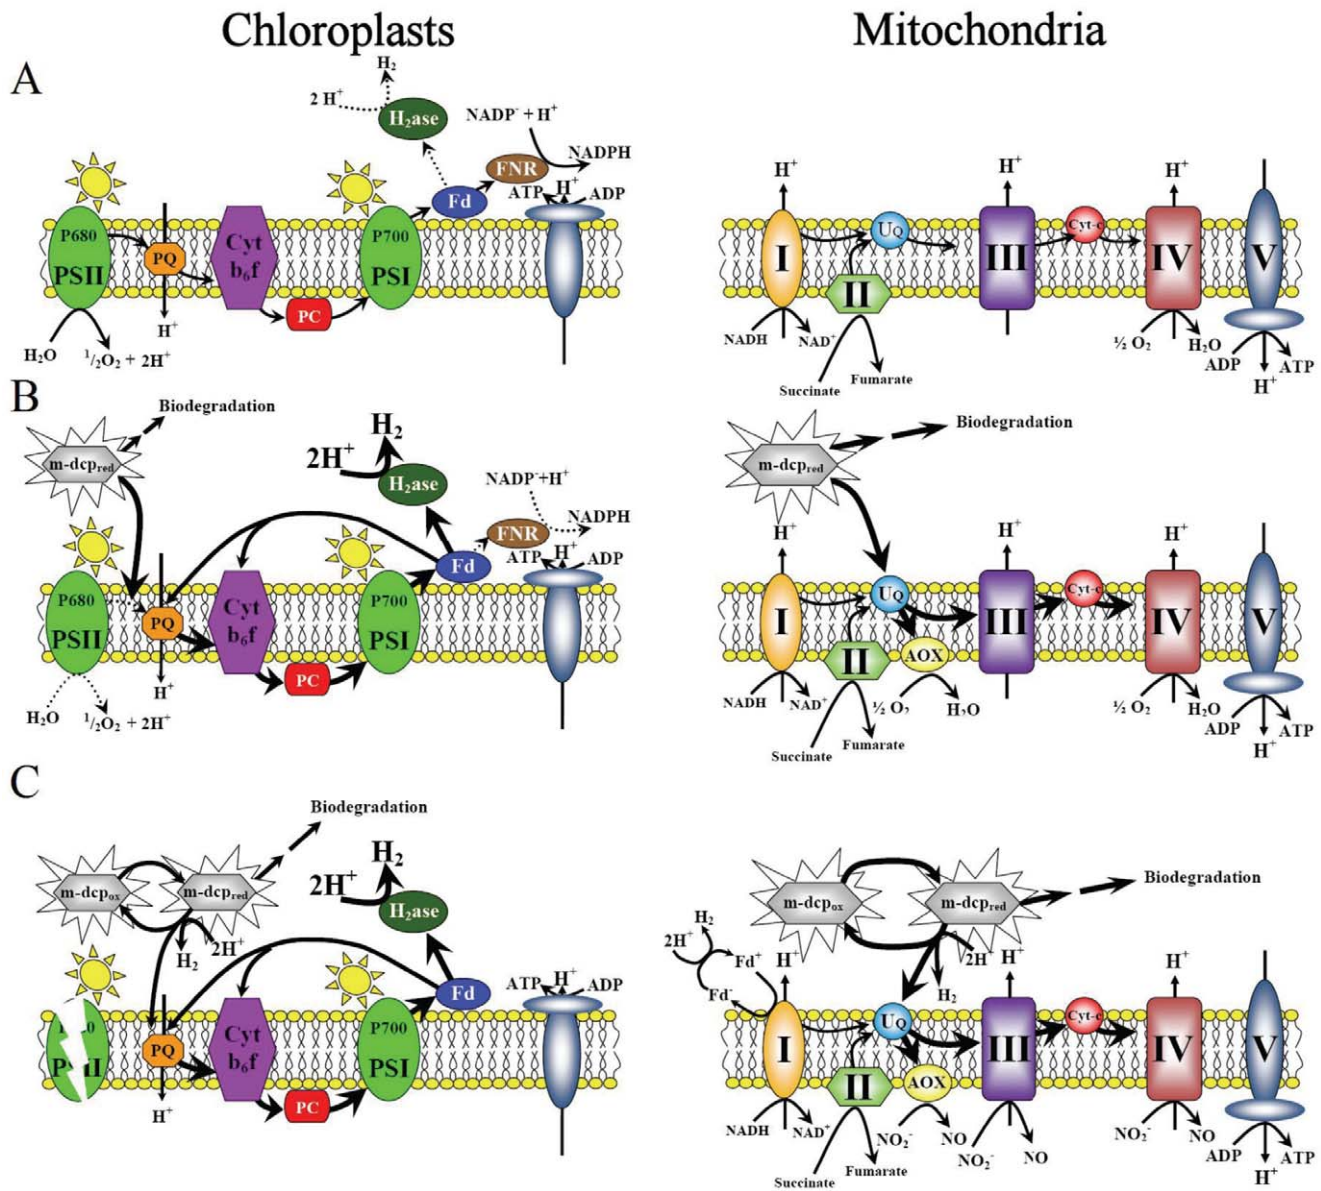 Chloroplasts
Mitochondria
A
H₂
2 H⁺
H₂ase
NADP⁻ + H⁺
NADPH
FNR
Fd
ATP
H⁺
ADP
P680
PSII
PQ
Cyt
b₆f
PC
P700
PSI
H⁺
H₂O
¹/₂O₂ + 2H⁺
H⁺
H⁺
H⁺
I
UQ
II
III
Cyt-c
IV
V
NADH
NAD⁺
Succinate
Fumarate
½ O₂
H₂O
ADP
ATP
H⁺
B
Biodegradation
m-dcpred
H₂
2H⁺
H₂ase
NADP⁻+H⁺
NADPH
FNR
Fd
ATP
H⁺
ADP
P680
PSII
PQ
Cyt
b₆f
PC
P700
PSI
H⁺
H₂O
¹/₂O₂ + 2H⁺
Biodegradation
m-dcpred
H⁺
H⁺
H⁺
I
UQ
II
AOX
III
Cyt-c
IV
V
NADH
NAD⁺
½ O₂
H₂O
Succinate
Fumarate
½ O₂
H₂O
ADP
ATP
H⁺
C
Biodegradation
m-dcpox
m-dcpred
H₂
2H⁺
H₂
2H⁺
H₂ase
Fd
ATP
H⁺
ADP
PQ
Cyt
b₆f
PC
P700
PSI
H⁺
Biodegradation
m-dcpox
m-dcpred
H₂
2H⁺
Fd⁺
Fd⁻
H⁺
2H⁺
H₂
H⁺
H⁺
I
UQ
II
AOX
III
Cyt-c
IV
V
NADH
NAD⁺
NO₂⁻
NO
NO₂⁻
NO
NO₂⁻
NO
Succinate
Fumarate
ADP
ATP
H⁺